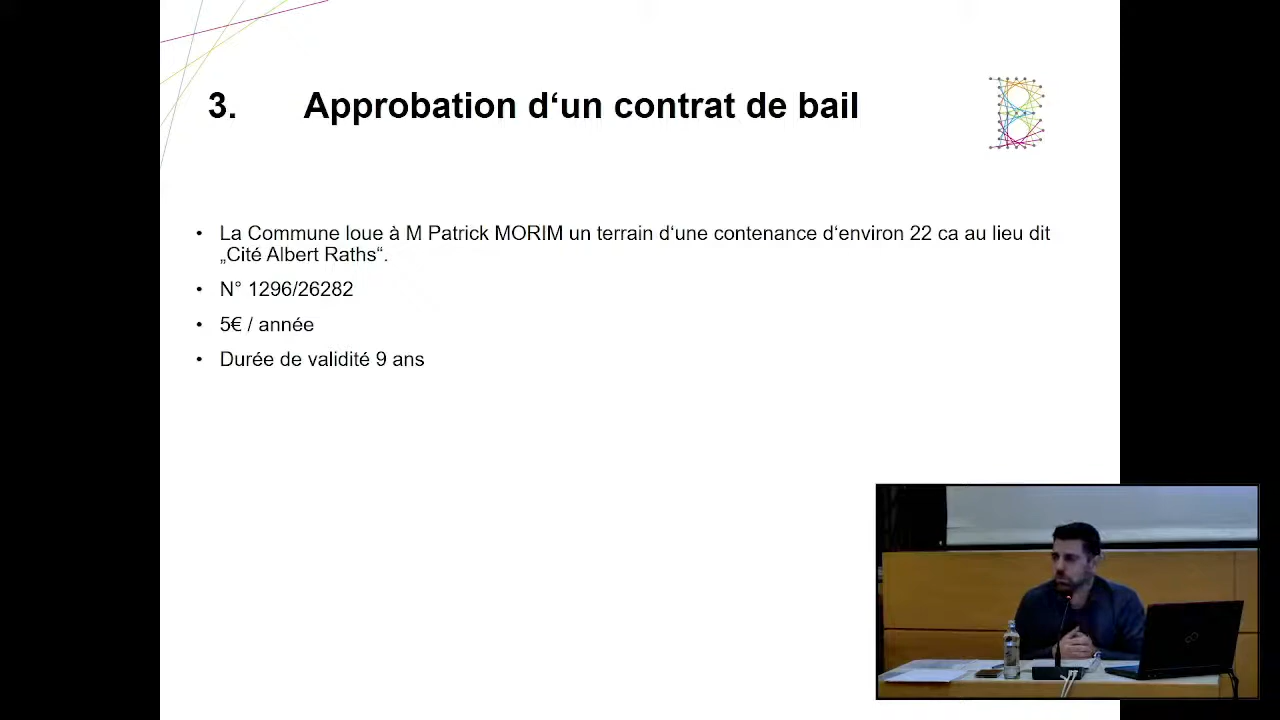 3. Approbation d‘un contrat de bail
• La Commune loue à M Patrick MORIM un terrain d‘une contenance d‘environ 22 ca au lieu dit
„Cité Albert Raths“.
• N° 1296/26282
• 5€ / année
• Durée de validité 9 ans